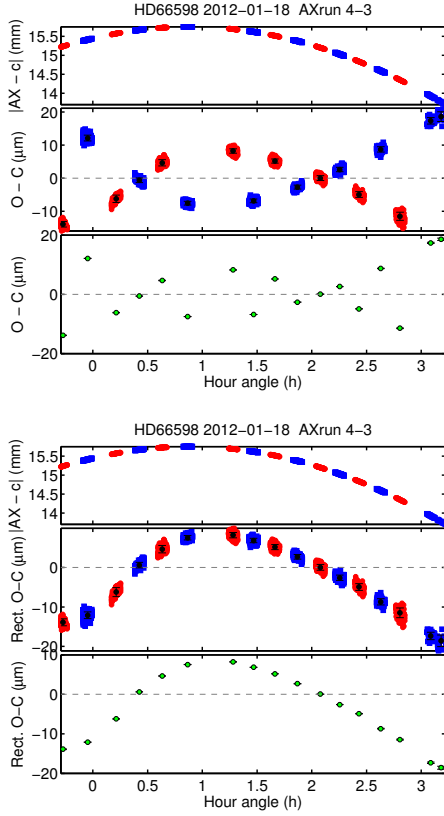 HD66598 2012-01-18 AXrun 4-3
|AX − c| (mm)
15.5
15
14.5
14
O − C (μm)
20
10
0
−10
O − C (μm)
20
0
−20
0 0.5 1 1.5 2 2.5 3
Hour angle (h)
HD66598 2012-01-18 AXrun 4-3
|AX − c| (mm)
15.5
15
14.5
14
Rect. O−C (μm)
0
−10
−20
Rect. O−C (μm)
10
0
−10
−20
0 0.5 1 1.5 2 2.5 3
Hour angle (h)